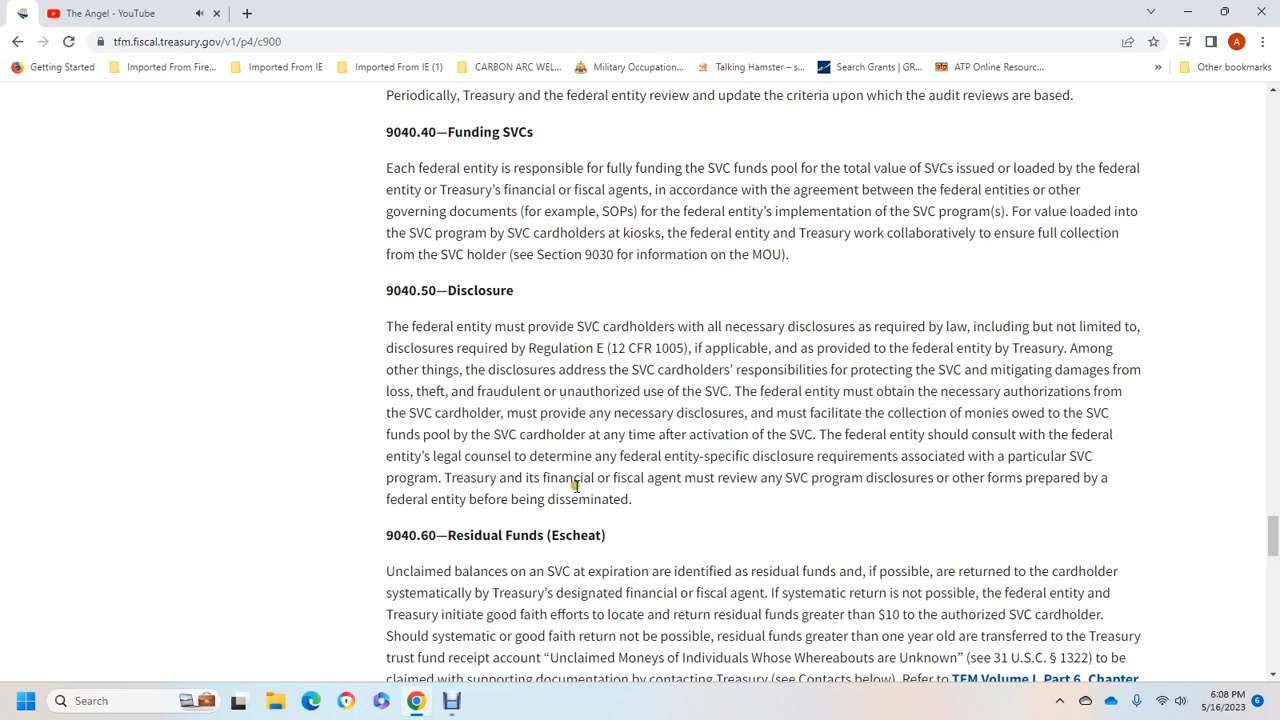 The Angel - YouTube
tfm.fiscal.treasury.gov/v1/p4/c900
A
Getting Started
Imported From Fire...
Imported From IE
Imported From IE (1)
CARBON ARC WEL...
Military Occupation...
Talking Hamster – s...
Search Grants | GR...
ATP Online Resourc...
»
Other bookmarks
Periodically, Treasury and the federal entity review and update the criteria upon which the audit reviews are based.
9040.40—Funding SVCs
Each federal entity is responsible for fully funding the SVC funds pool for the total value of SVCs issued or loaded by the federal
entity or Treasury's financial or fiscal agents, in accordance with the agreement between the federal entities or other
governing documents (for example, SOPs) for the federal entity's implementation of the SVC program(s). For value loaded into
the SVC program by SVC cardholders at kiosks, the federal entity and Treasury work collaboratively to ensure full collection
from the SVC holder (see Section 9030 for information on the MOU).
9040.50—Disclosure
The federal entity must provide SVC cardholders with all necessary disclosures as required by law, including but not limited to,
disclosures required by Regulation E (12 CFR 1005), if applicable, and as provided to the federal entity by Treasury. Among
other things, the disclosures address the SVC cardholders' responsibilities for protecting the SVC and mitigating damages from
loss, theft, and fraudulent or unauthorized use of the SVC. The federal entity must obtain the necessary authorizations from
the SVC cardholder, must provide any necessary disclosures, and must facilitate the collection of monies owed to the SVC
funds pool by the SVC cardholder at any time after activation of the SVC. The federal entity should consult with the federal
entity's legal counsel to determine any federal entity-specific disclosure requirements associated with a particular SVC
program. Treasury and its financial or fiscal agent must review any SVC program disclosures or other forms prepared by a
federal entity before being disseminated.
9040.60—Residual Funds (Escheat)
Unclaimed balances on an SVC at expiration are identified as residual funds and, if possible, are returned to the cardholder
systematically by Treasury's designated financial or fiscal agent. If systematic return is not possible, the federal entity and
Treasury initiate good faith efforts to locate and return residual funds greater than $10 to the authorized SVC cardholder.
Should systematic or good faith return not be possible, residual funds greater than one year old are transferred to the Treasury
trust fund receipt account “Unclaimed Moneys of Individuals Whose Whereabouts are Unknown” (see 31 U.S.C. § 1322) to be
claimed with supporting documentation by contacting Treasury (see Contacts below). Refer to TFM Volume I, Part 6, Chapter
Search
6:08 PM
5/16/2023
6